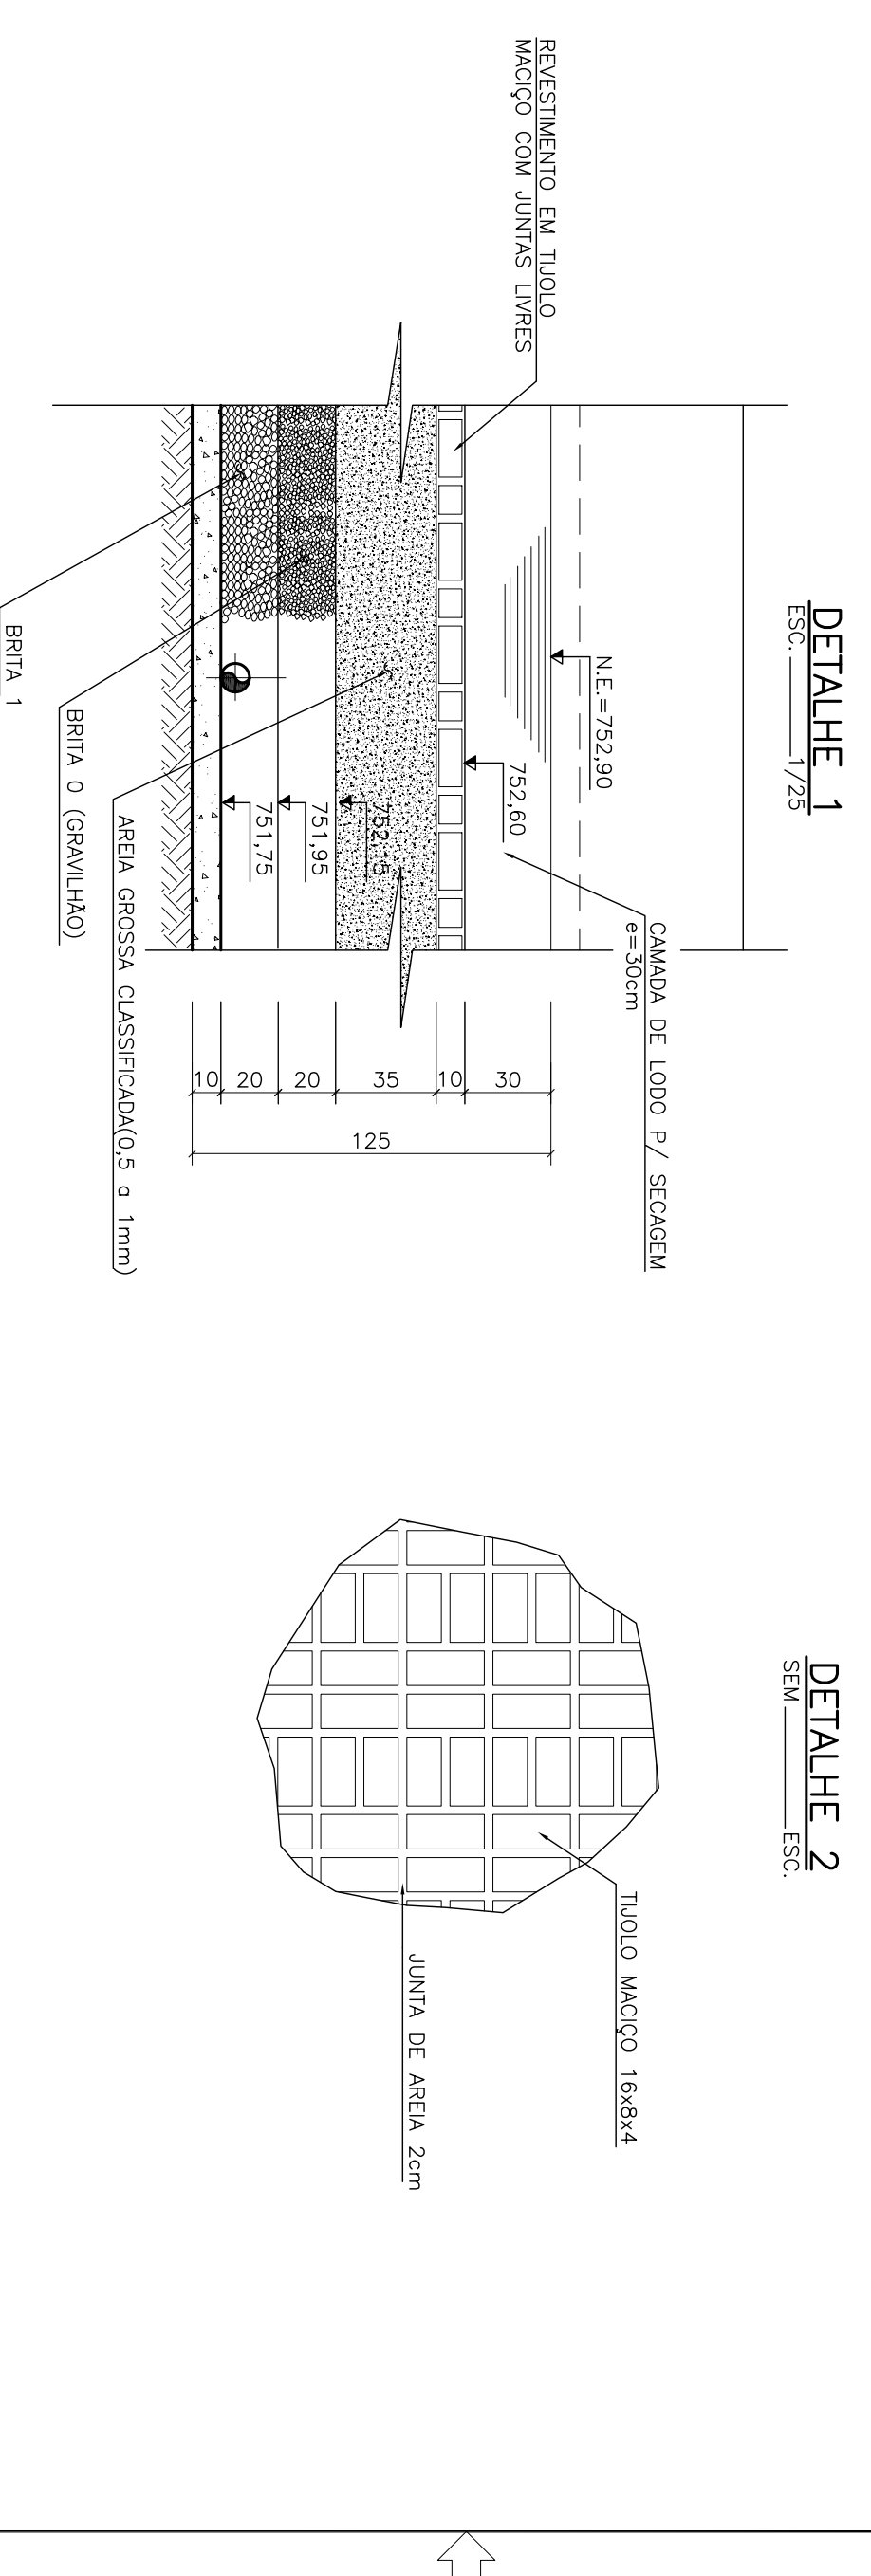 DETALHE 1
ESC. 1/25
REVESTIMENTO EM TIJOLO
MACIÇO COM JUNTAS LIVRES
N.E.=752,90
752,60
CAMADA DE LODO P/ SECAGEM
e=30cm
752,15
751,95
751,75
30
10
35
20
20
10
125
BRITA 1
BRITA 0 (GRAVILHÃO)
AREIA GROSSA CLASSIFICADA(0,5 a 1mm)
DETALHE 2
SEM ESC.
TIJOLO MACIÇO 16x8x4
JUNTA DE AREIA 2cm